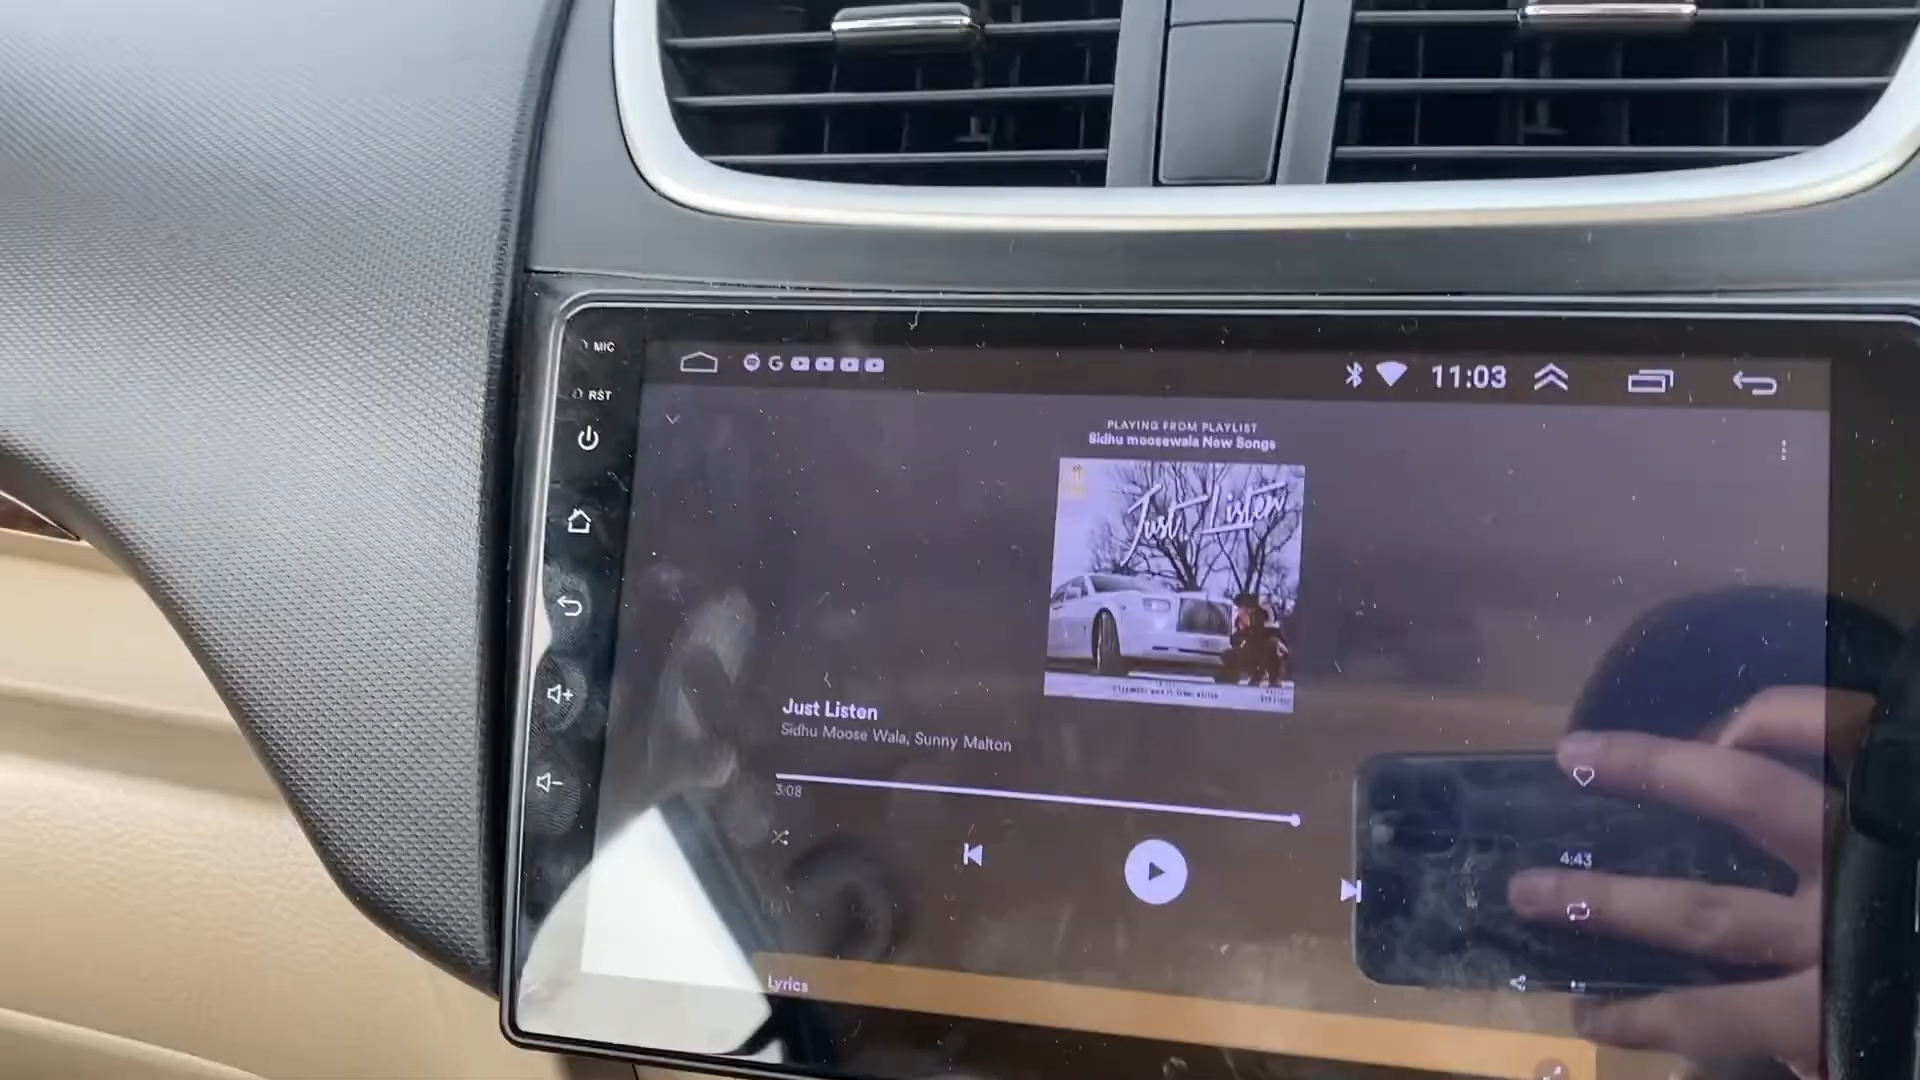 MIC
RST
G
11:03
PLAYING FROM PLAYLIST
Sidhu moosewala New Songs
Just Listen
Just Listen
Sidhu Moose Wala, Sunny Malton
3:08
4:43
Lyrics